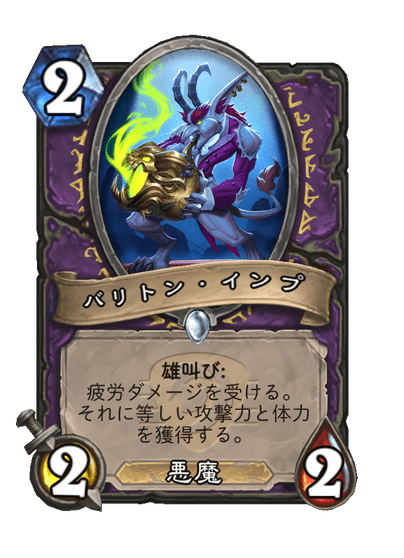 2
バリトン・インプ
雄叫び:
疲労ダメージを受ける。
それに等しい攻撃力と体力
を獲得する。
2
悪魔
2